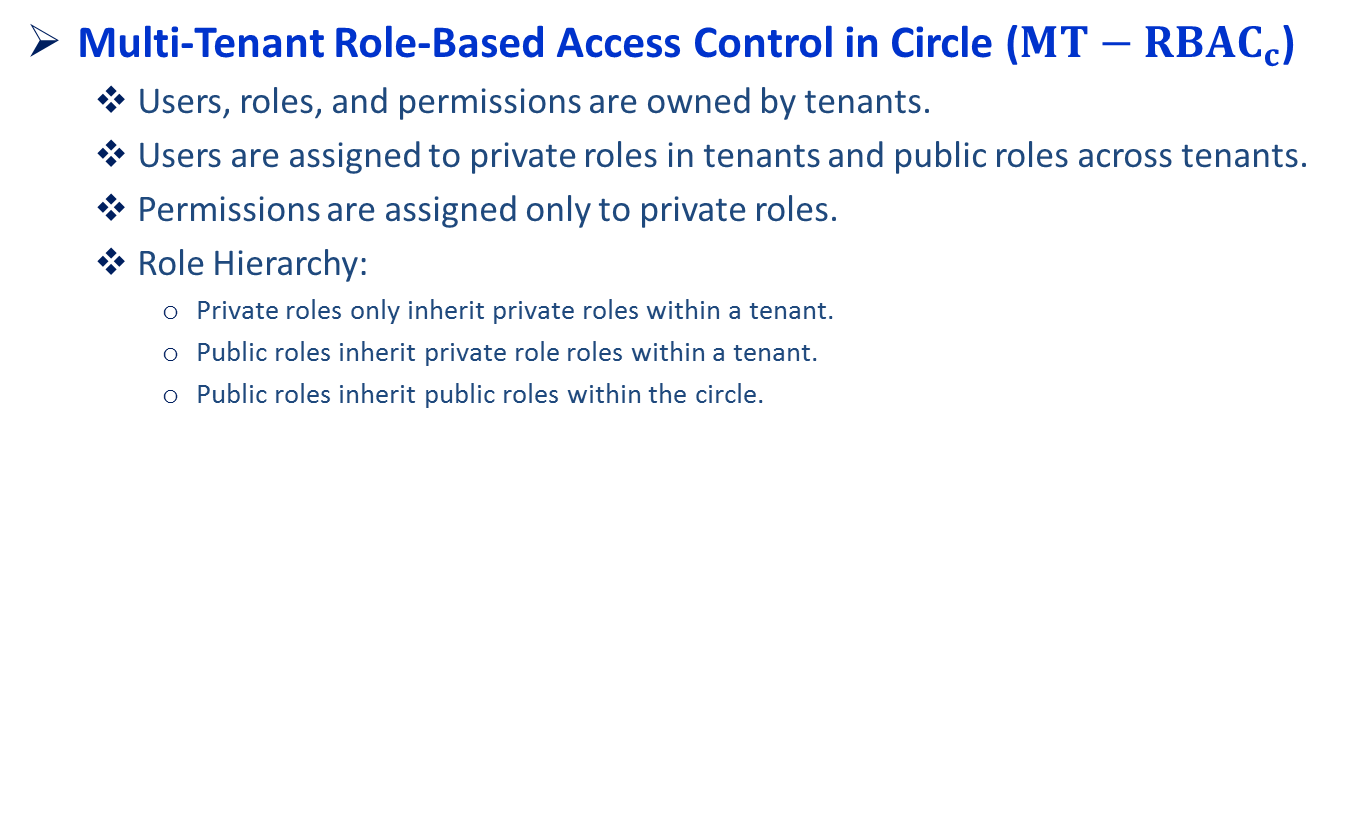 ➢ Multi-Tenant Role-Based Access Control in Circle (MT − RBAC_c)
❖ Users, roles, and permissions are owned by tenants.
❖ Users are assigned to private roles in tenants and public roles across tenants.
❖ Permissions are assigned only to private roles.
❖ Role Hierarchy:
o Private roles only inherit private roles within a tenant.
o Public roles inherit private role roles within a tenant.
o Public roles inherit public roles within the circle.